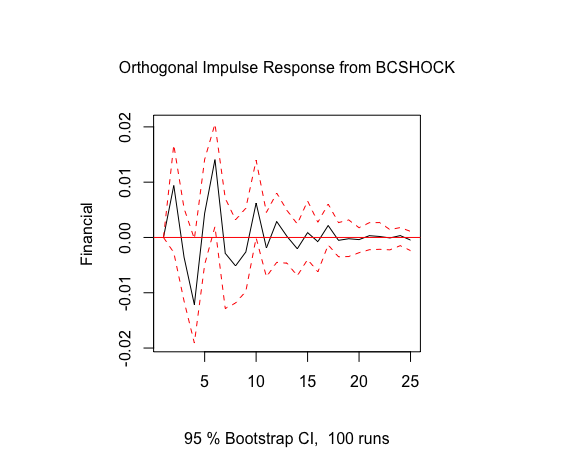 Orthogonal Impulse Response from BCSHOCK
Financial
0.02
0.01
0.00
-0.01
-0.02
5 10 15 20 25
95 % Bootstrap CI,  100 runs